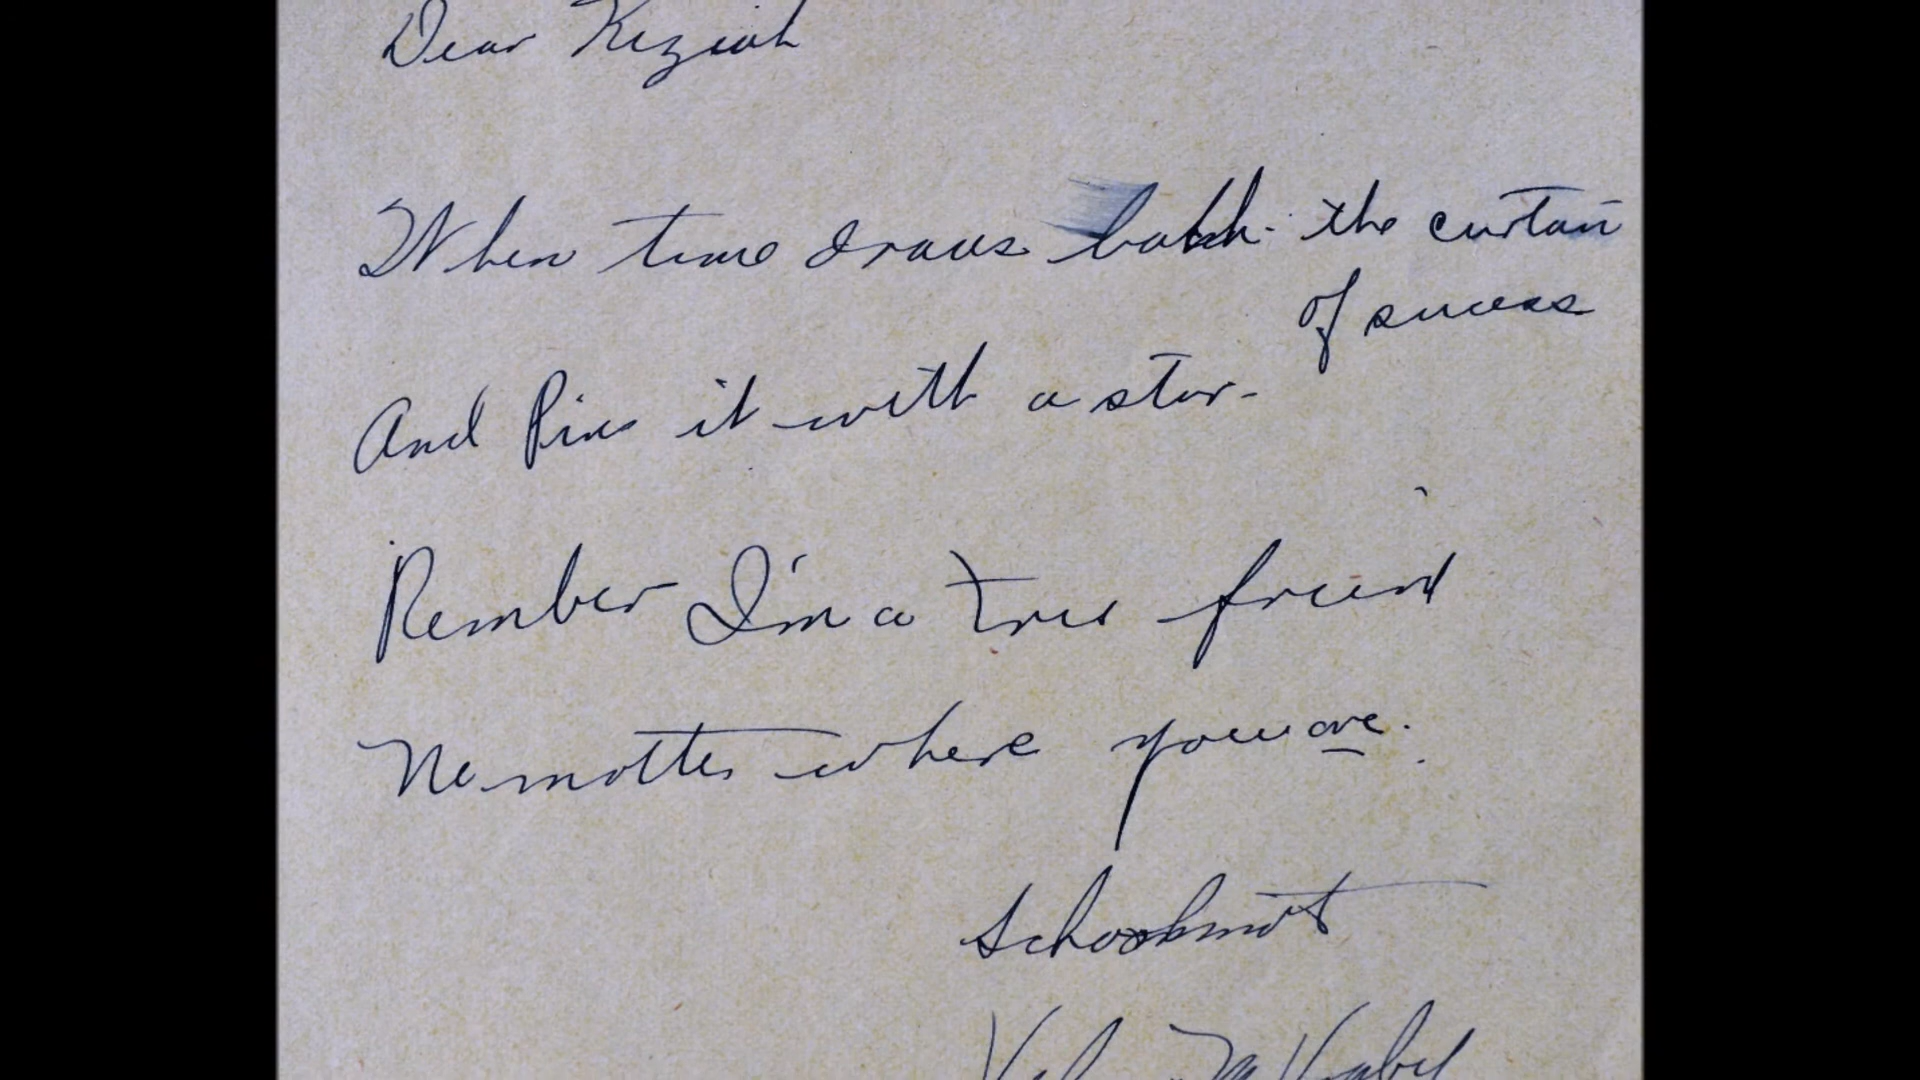 Dear Keziah
When time draws back the curtain
of success
And Pins it with a star-
Rember I'm a true friend
No matter where you are.
Schoolmate